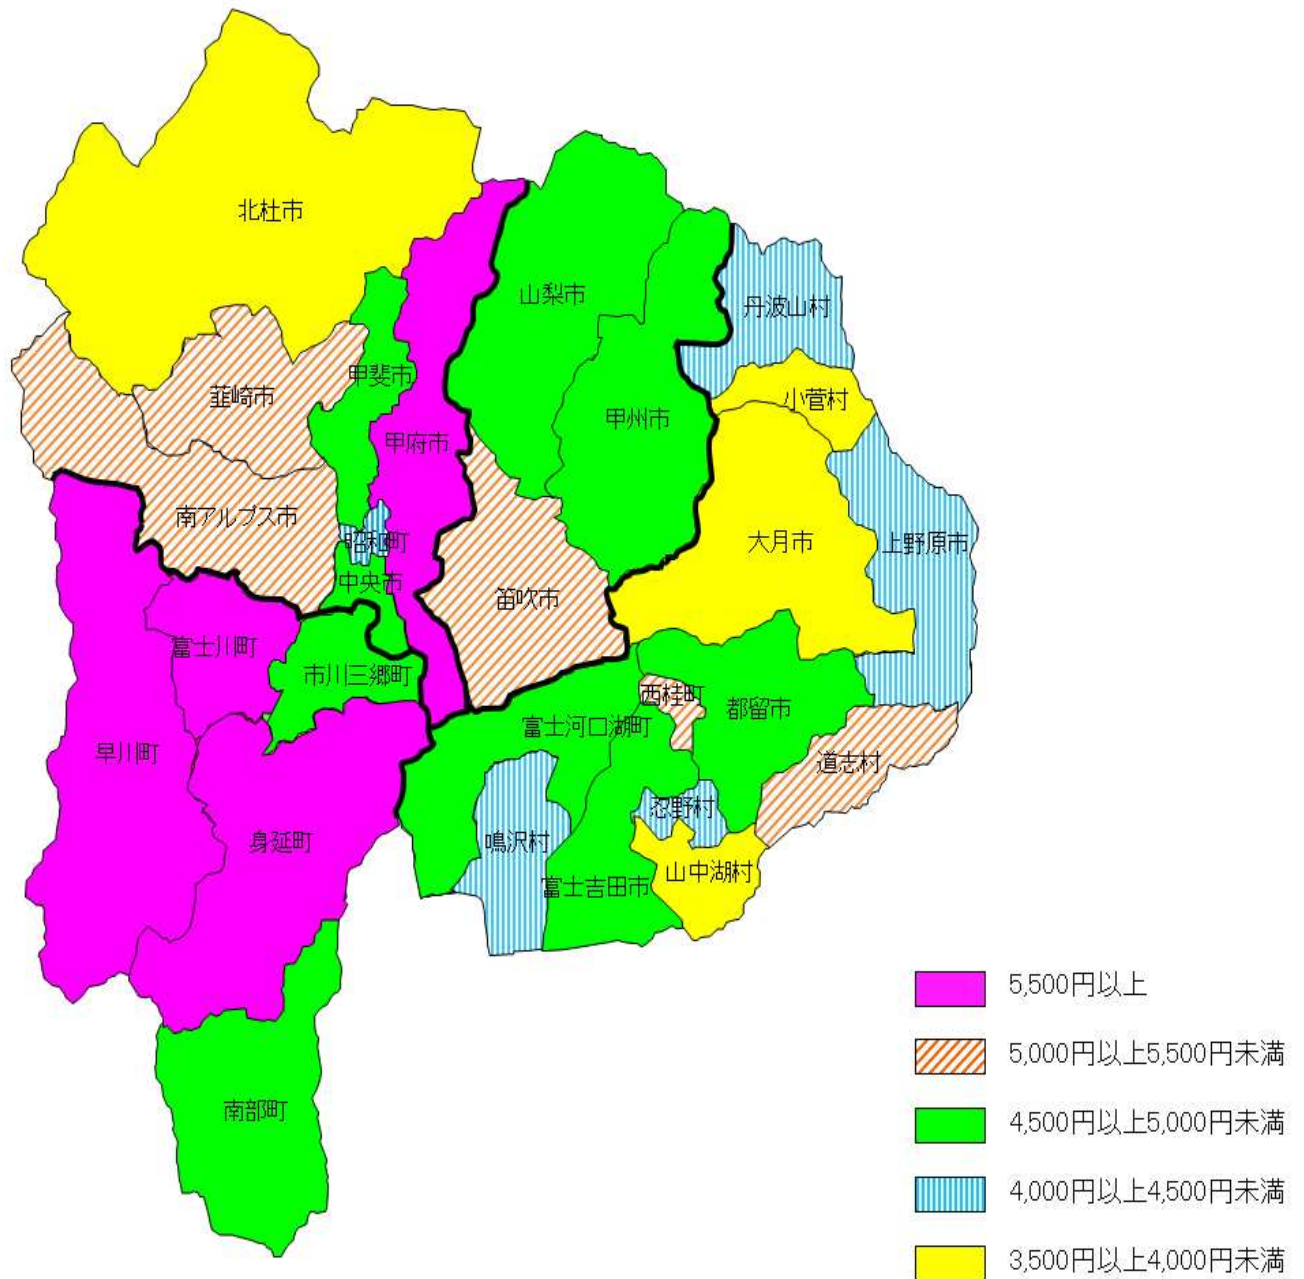 北杜市
山梨市
丹波山村
甲斐市
韮崎市
小菅村
甲州市
甲府市
南アルプス市
昭和町
大月市
上野原市
中央市
笛吹市
富士川町
市川三郷町
西桂町
都留市
富士河口湖町
早川町
道志村
忍野村
身延町
鳴沢村
山中湖村
富士吉田市
南部町
5,500円以上
5,000円以上5,500円未満
4,500円以上5,000円未満
4,000円以上4,500円未満
3,500円以上4,000円未満